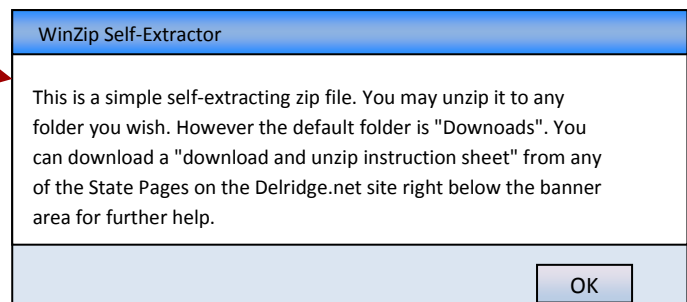 WinZip Self-Extractor
This is a simple self-extracting zip file. You may unzip it to any
folder you wish. However the default folder is "Downoads". You
can download a "download and unzip instruction sheet" from any
of the State Pages on the Delridge.net site right below the banner
area for further help.
OK